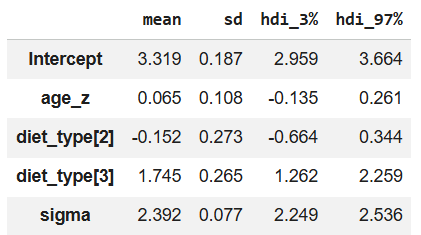 mean sd hdi_3% hdi_97%
Intercept 3.319 0.187 2.959 3.664
age_z 0.065 0.108 -0.135 0.261
diet_type[2] -0.152 0.273 -0.664 0.344
diet_type[3] 1.745 0.265 1.262 2.259
sigma 2.392 0.077 2.249 2.536